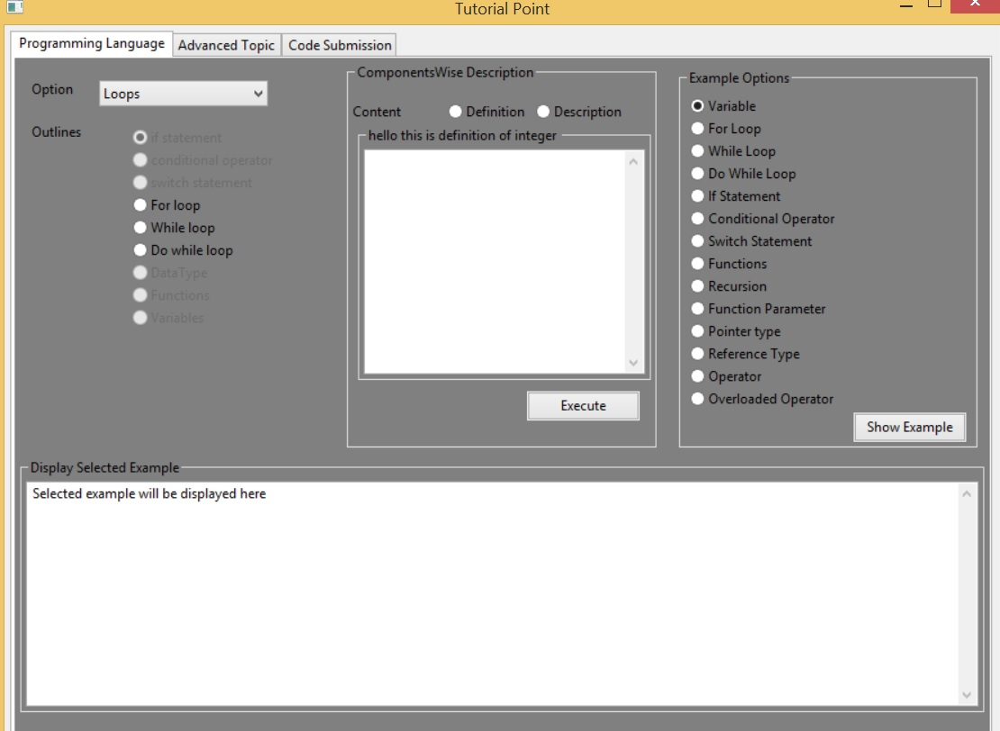 Tutorial Point
Programming Language
Advanced Topic
Code Submission
Option
Loops
Outlines
if statement
conditional operator
switch statement
For loop
While loop
Do while loop
DataType
Functions
Variables
ComponentsWise Description
Content
Definition
Description
hello this is definition of integer
Execute
Example Options
Variable
For Loop
While Loop
Do While Loop
If Statement
Conditional Operator
Switch Statement
Functions
Recursion
Function Parameter
Pointer type
Reference Type
Operator
Overloaded Operator
Show Example
Display Selected Example
Selected example will be displayed here